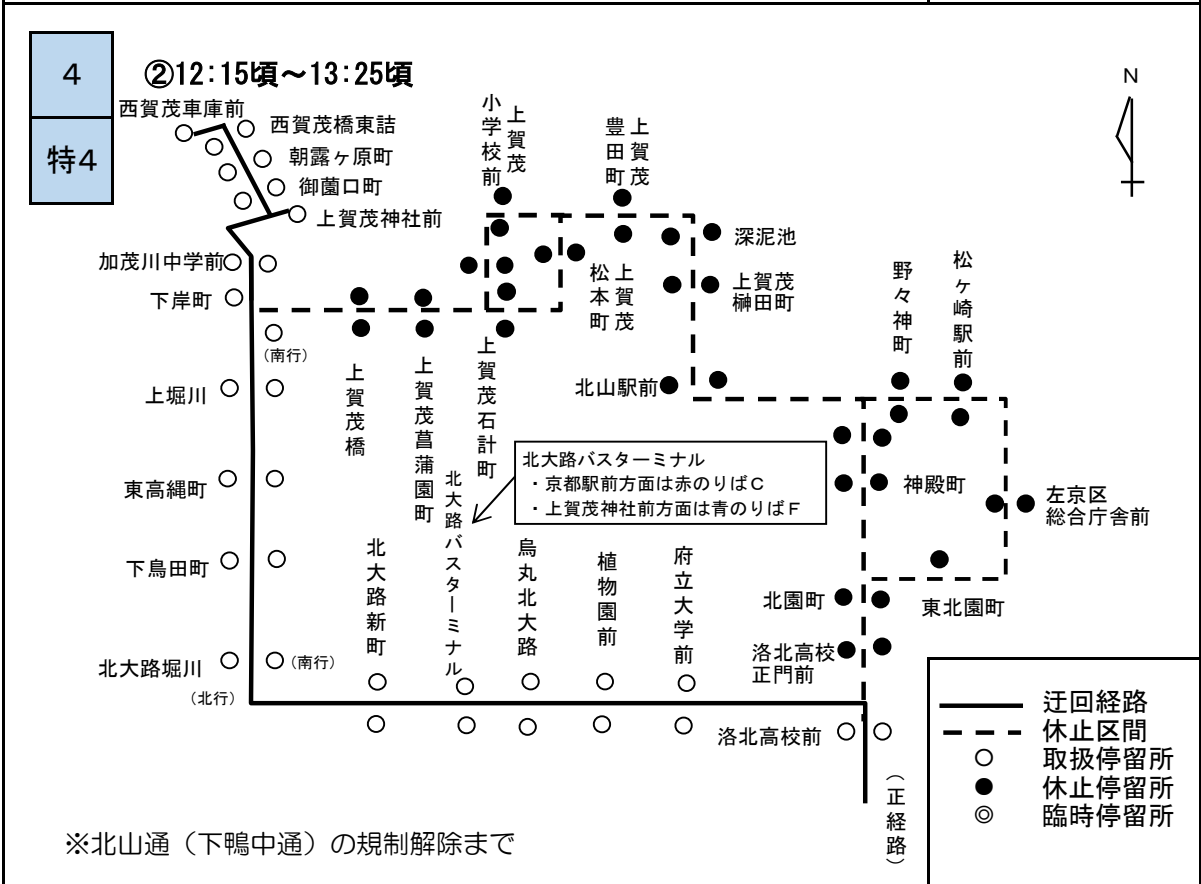 4
特4
②12:15頃～13:25頃
N
西賀茂車庫前
西賀茂橋東詰
朝露ヶ原町
御薗口町
上賀茂神社前
上賀茂
小学校前
上賀茂
豊田町
深泥池
加茂川中学前
下岸町
上賀茂
松本町
上賀茂
榊田町
野々神町
松ヶ崎駅前
(南行)
上堀川
上賀茂橋
上賀茂菖蒲園町
上賀茂石計町
北山駅前
北大路バスターミナル
・京都駅前方面は赤のりばC
・上賀茂神社前方面は青のりばF
東高縄町
神殿町
左京区
総合庁舎前
下鳥田町
北大路新町
北大路バスターミナル
烏丸北大路
植物園前
府立大学前
北園町
東北園町
北大路堀川
(北行)
(南行)
洛北高校
正門前
洛北高校前
(正経路)
迂回経路
休止区間
取扱停留所
休止停留所
臨時停留所
※北山通（下鴨中通）の規制解除まで